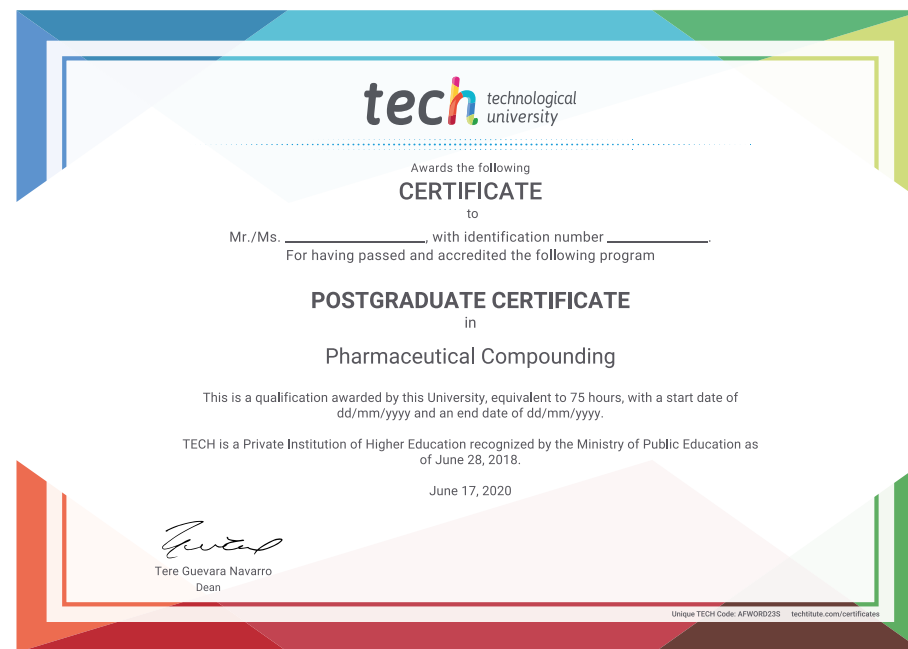 tech technological
university
Awards the following
CERTIFICATE
to
Mr./Ms. ____________, with identification number _________.
For having passed and accredited the following program
POSTGRADUATE CERTIFICATE
in
Pharmaceutical Compounding
This is a qualification awarded by this University, equivalent to 75 hours, with a start date of
dd/mm/yyyy and an end date of dd/mm/yyyy.
TECH is a Private Institution of Higher Education recognized by the Ministry of Public Education as
of June 28, 2018.
June 17, 2020
Tere Guevara Navarro
Dean
Unique TECH Code: AFWORD23S techtitute.com/certificates